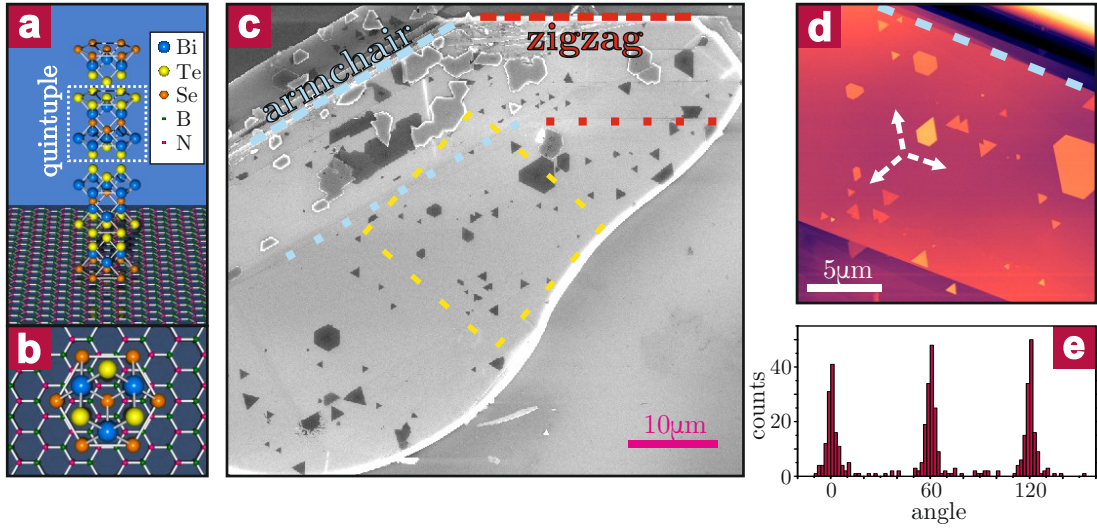 a
Bi
Te
Se
B
N
quintuple
b
c
armchair
zigzag
10μm
d
5μm
e
counts
40
20
0
0
60
120
angle